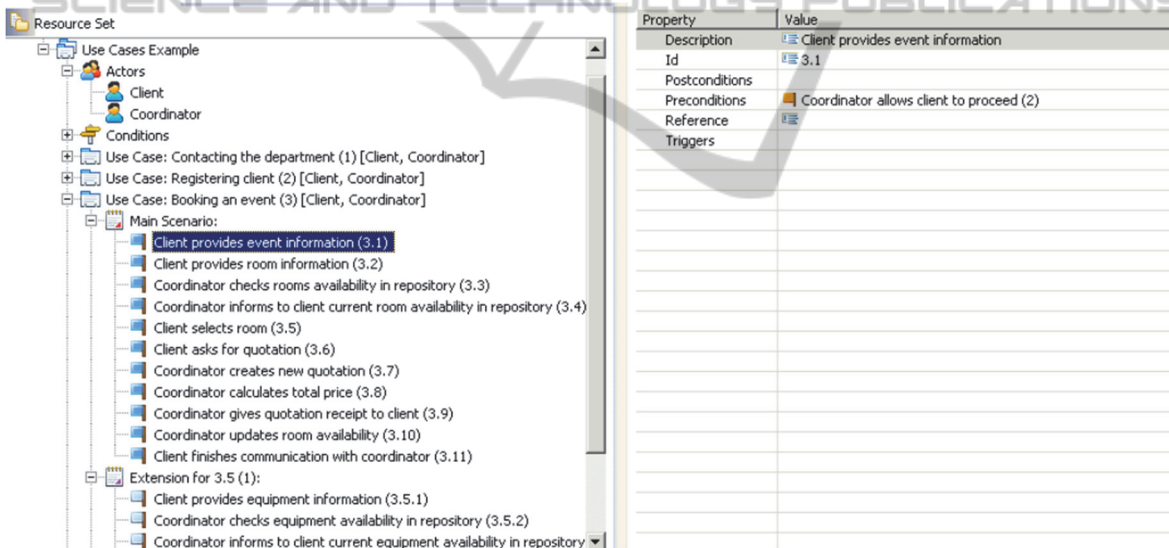 SCIENCE AND TECHNOLOGY PUBLICATIONS
Resource Set
Use Cases Example
Actors
Client
Coordinator
Conditions
Use Case: Contacting the department (1) [Client, Coordinator]
Use Case: Registering client (2) [Client, Coordinator]
Use Case: Booking an event (3) [Client, Coordinator]
Main Scenario:
Client provides event information (3.1)
Client provides room information (3.2)
Coordinator checks rooms availability in repository (3.3)
Coordinator informs to client current room availability in repository (3.4)
Client selects room (3.5)
Client asks for quotation (3.6)
Coordinator creates new quotation (3.7)
Coordinator calculates total price (3.8)
Coordinator gives quotation receipt to client (3.9)
Coordinator updates room availability (3.10)
Client finishes communication with coordinator (3.11)
Extension for 3.5 (1):
Client provides equipment information (3.5.1)
Coordinator checks equipment availability in repository (3.5.2)
Coordinator informs to client current equipment availability in repository
Property Value
Description Client provides event information
Id 3.1
Postconditions
Preconditions Coordinator allows client to proceed (2)
Reference
Triggers